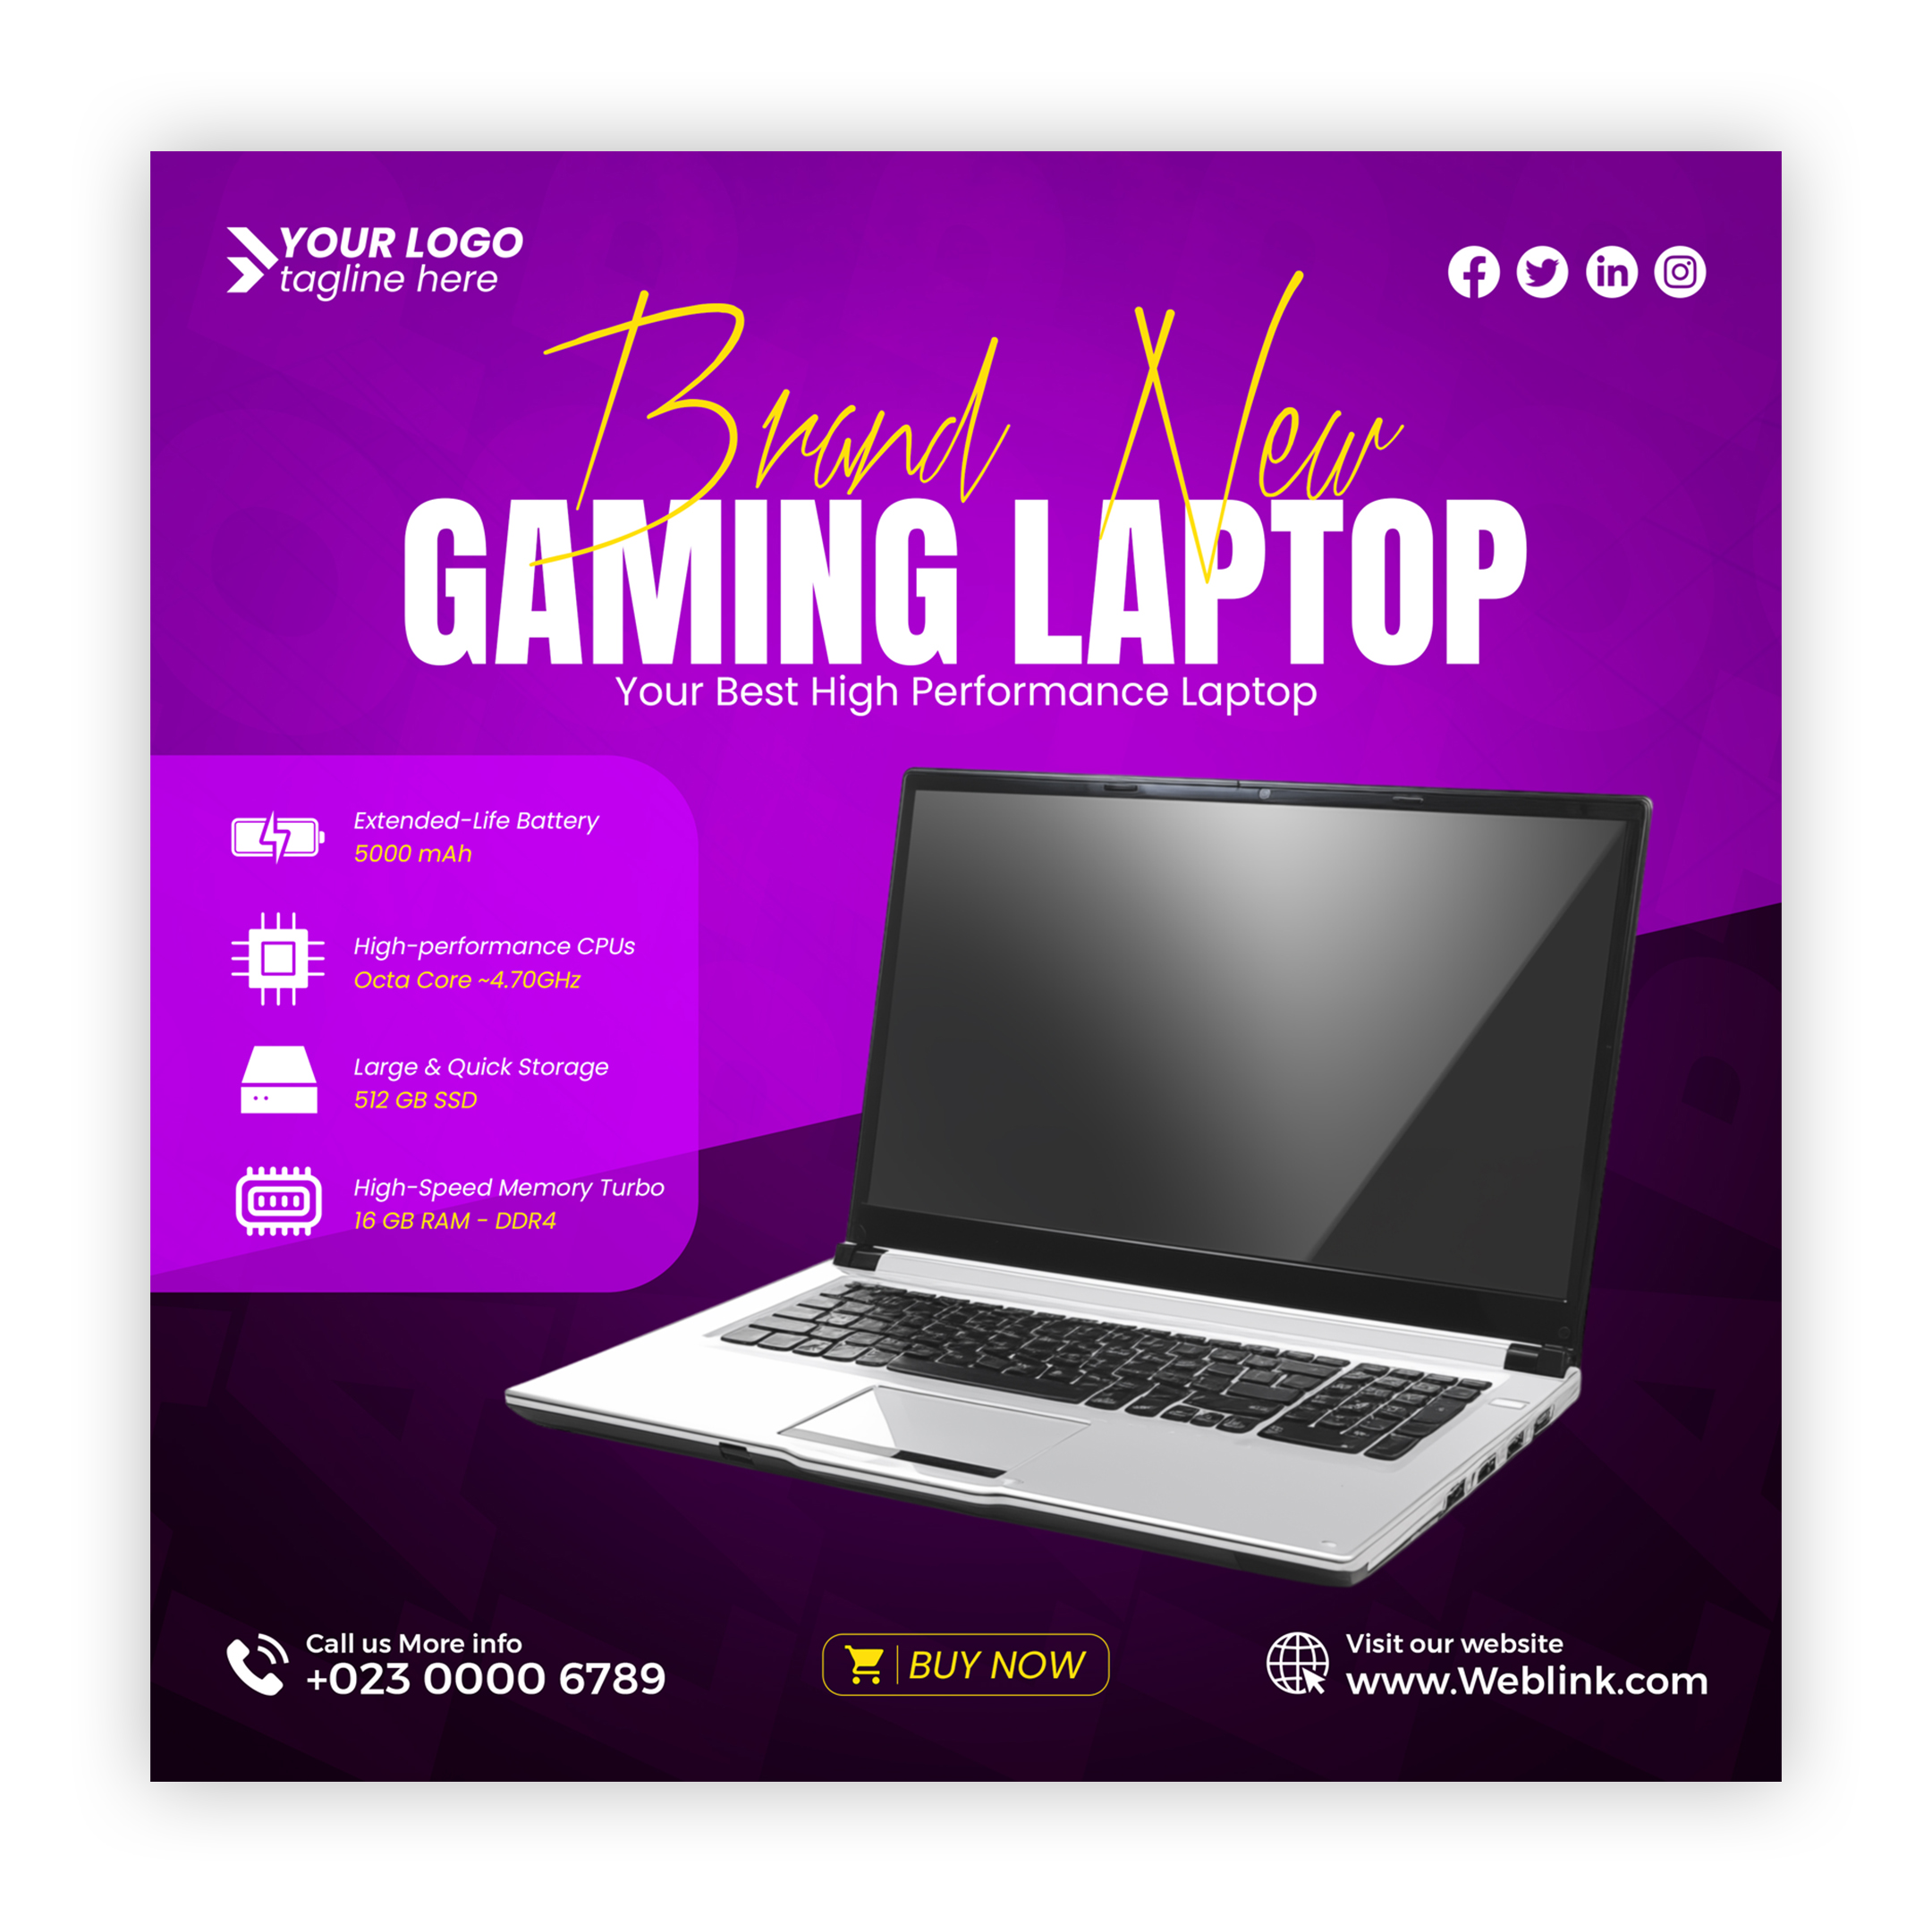 YOUR LOGO
tagline here
Brand New
GAMING LAPTOP
Your Best High Performance Laptop
Extended-Life Battery
5000 mAh
High-performance CPUs
Octa Core ~4.70GHz
Large & Quick Storage
512 GB SSD
High-Speed Memory Turbo
16 GB RAM - DDR4
Call us More info
+023 0000 6789
BUY NOW
Visit our website
www.Weblink.com